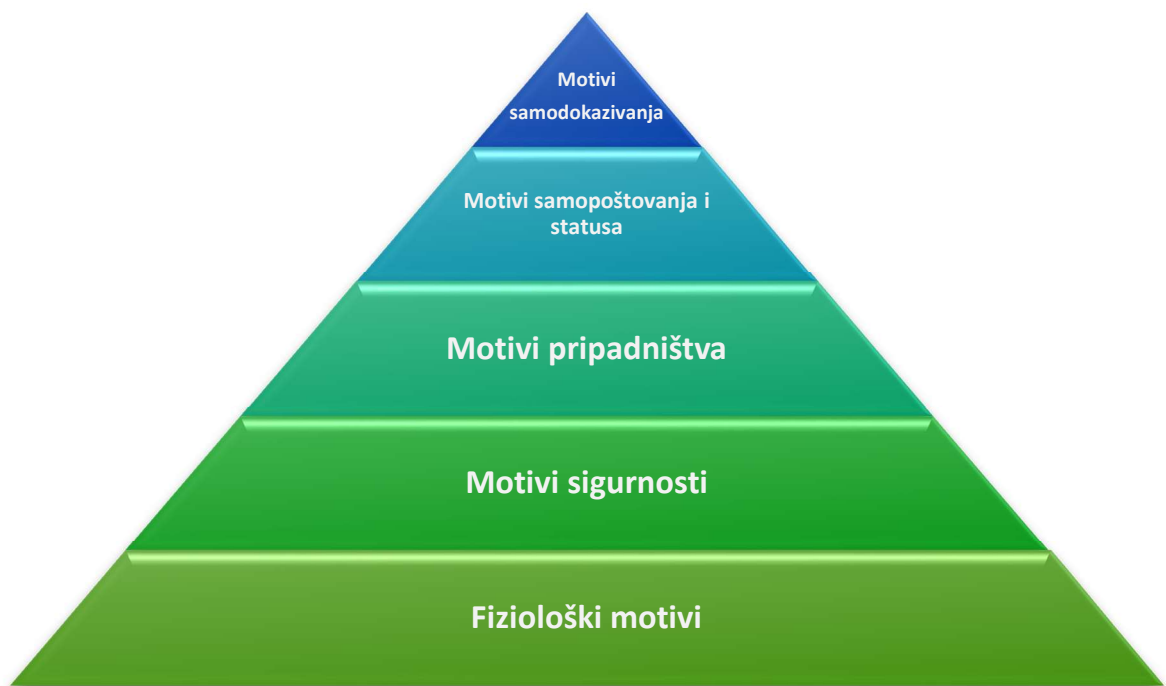 Motivi
samodokazivanja
Motivi samopoštovanja i
statusa
Motivi pripadništva
Motivi sigurnosti
Fiziološki motivi